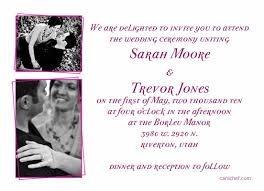 We are delighted to invite you to attend
the wedding ceremony uniting
Sarah Moore
&
Trevor Jones
on the first of May, two thousand ten
at four o'clock in the afternoon
at the Borlev Manor
3980 w. 2920 n.
Riverton, Utah
dinner and reception to follow
cardchef.com